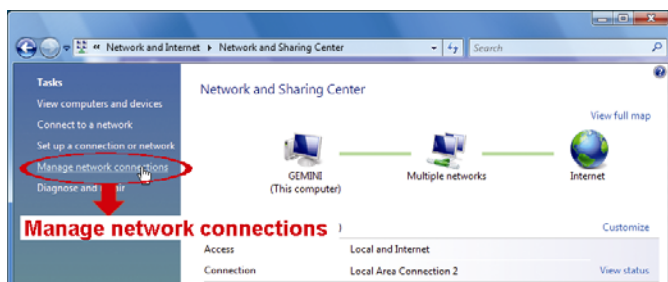 Network and Internet ▸ Network and Sharing Center
Search
Tasks
View computers and devices
Connect to a network
Set up a connection or network
Manage network connections
Diagnose and
Network and Sharing Center
View full map
GEMINI
(This computer)
Multiple networks
Internet
Manage network connections
)
Customize
Access
Local and Internet
Connection
Local Area Connection 2
View status